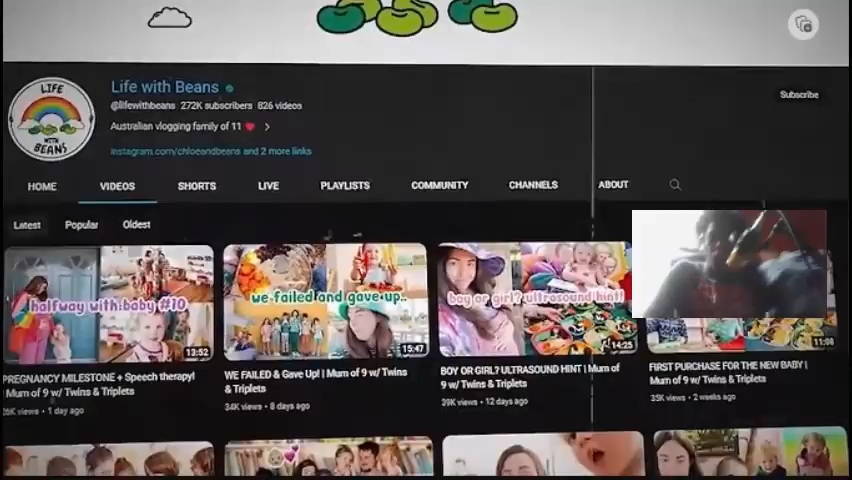 LIFE
WITH
BEANS
Life with Beans
@lifewithbeans 272K subscribers 826 videos
Australian vlogging family of 11
instagram.com/chloeandbeans and 2 more links
Subscribe
HOME VIDEOS SHORTS LIVE PLAYLISTS COMMUNITY CHANNELS ABOUT
Latest Popular Oldest
halfway with baby #10
we failed and gave up..
boy or girl? ultrasound hint!
13:52
15:47
14:25
11:08
PREGNANCY MILESTONE + Speech therapy!
Mum of 9 w/ Twins & Triplets
26K views • 1 day ago
WE FAILED & Gave Up! | Mum of 9 w/ Twins
& Triplets
34K views • 8 days ago
BOY OR GIRL? ULTRASOUND HINT | Mum of
9 w/ Twins & Triplets
39K views • 12 days ago
FIRST PURCHASE FOR THE NEW BABY |
Mum of 9 w/ Twins & Triplets
35K views • 2 weeks ago